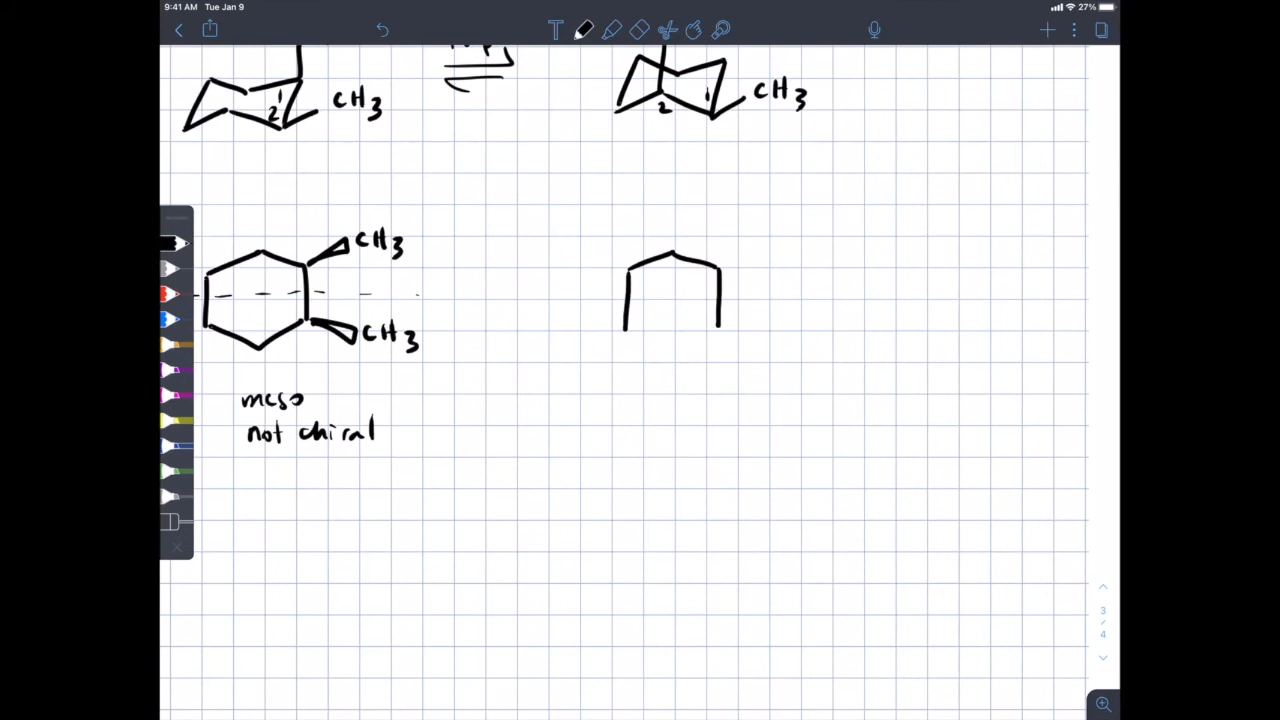 9:41 AM Tue Jan 9
27%
1
2
CH3
1
2
CH3
CH3
CH3
meso
not chiral
3
/
4